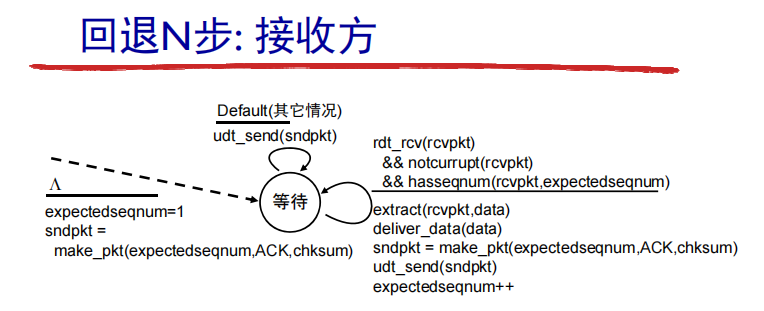 回退N步: 接收方
Default(其它情况)
udt_send(sndpkt)
Λ
expectedseqnum=1
sndpkt =
make_pkt(expectedseqnum,ACK,chksum)
等待
rdt_rcv(rcvpkt)
&& notcurrupt(rcvpkt)
&& hasseqnum(rcvpkt,expectedseqnum)
extract(rcvpkt,data)
deliver_data(data)
sndpkt = make_pkt(expectedseqnum,ACK,chksum)
udt_send(sndpkt)
expectedseqnum++